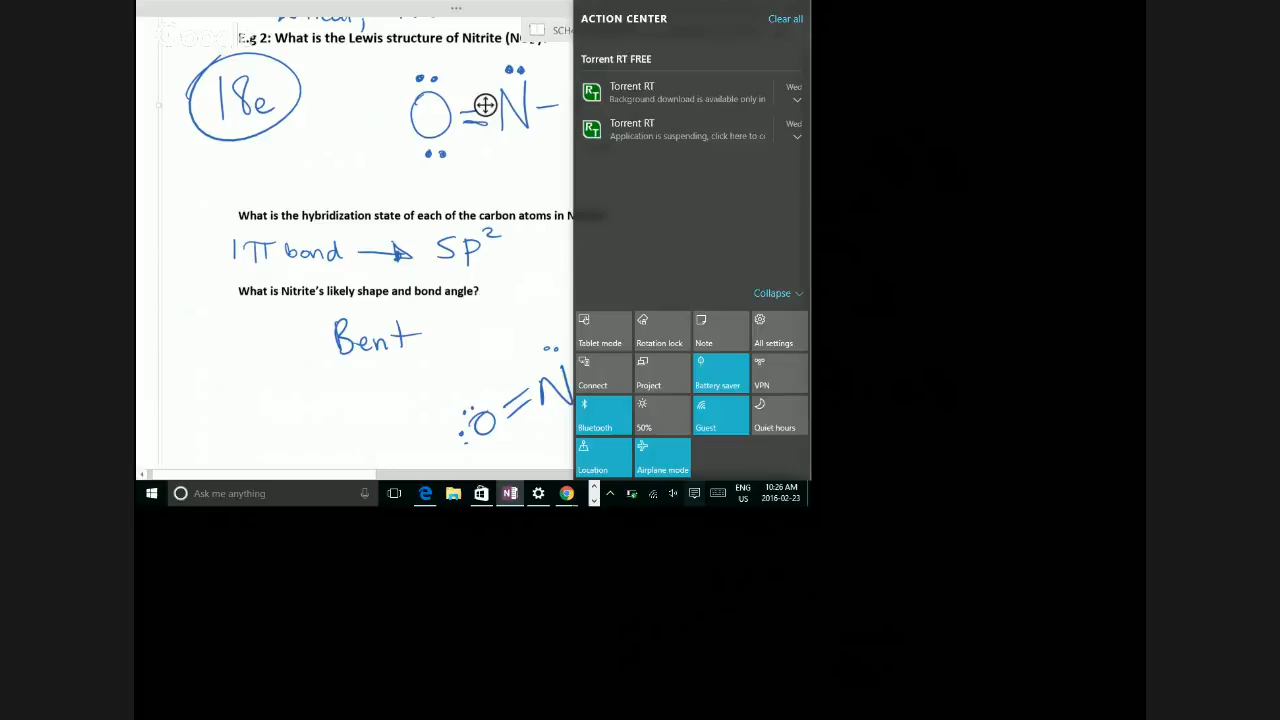 ACTION CENTER
Clear all
E.g 2: What is the Lewis structure of Nitrite
18e
O = N -
Torrent RT FREE
Torrent RT
Wed
Background download is available only in
Torrent RT
Wed
Application is suspending, click here to co
What is the hybridization state of each of the carbon atoms in
1 π bond → SP²
What is Nitrite's likely shape and bond angle?
Bent
O = N
Collapse
Tablet mode
Rotation lock
Note
All settings
Connect
Project
Battery saver
VPN
Bluetooth
50%
Guest
Quiet hours
Location
Airplane mode
Ask me anything
ENG
US
10:26 AM
2016-02-23